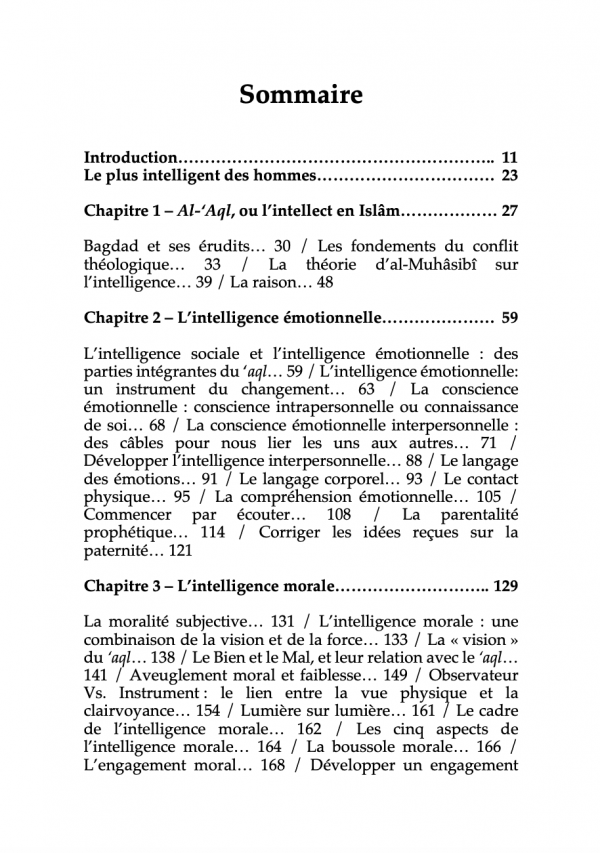 Sommaire
Introduction………………………………………………….. 11
Le plus intelligent des hommes…………………………… 23
Chapitre 1 – Al-‘Aql, ou l’intellect en Islâm……………… 27
Bagdad et ses érudits… 30 / Les fondements du conflit
théologique… 33 / La théorie d’al-Muhâsibî sur
l’intelligence… 39 / La raison… 48
Chapitre 2 – L’intelligence émotionnelle………………… 59
L’intelligence sociale et l’intelligence émotionnelle : des
parties intégrantes du ‘aql… 59 / L’intelligence émotionnelle:
un instrument du changement… 63 / La conscience
émotionnelle : conscience intrapersonnelle ou connaissance
de soi… 68 / La conscience émotionnelle interpersonnelle :
des câbles pour nous lier les uns aux autres… 71 /
Développer l’intelligence interpersonnelle… 88 / Le langage
des émotions… 91 / Le langage corporel… 93 / Le contact
physique… 95 / La compréhension émotionnelle… 105 /
Commencer par écouter… 108 / La parentalité
prophétique… 114 / Corriger les idées reçues sur la
paternité… 121
Chapitre 3 – L’intelligence morale……………………….. 129
La moralité subjective… 131 / L’intelligence morale : une
combinaison de la vision et de la force… 133 / La « vision »
du ‘aql… 138 / Le Bien et le Mal, et leur relation avec le ‘aql…
141 / Aveuglement moral et faiblesse… 149 / Observateur
Vs. Instrument : le lien entre la vue physique et la
clairvoyance… 154 / Lumière sur lumière… 161 / Le cadre
de l’intelligence morale… 162 / Les cinq aspects de
l’intelligence morale… 164 / La boussole morale… 166 /
L’engagement moral… 168 / Développer un engagement